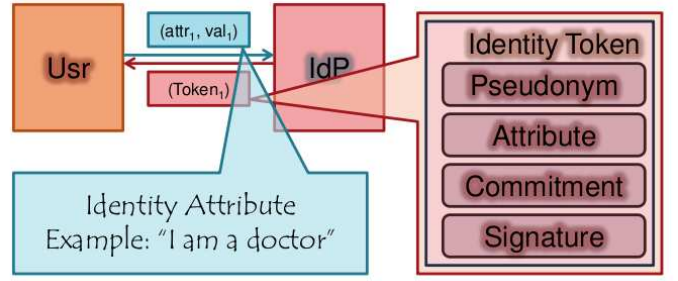 (attr₁, val₁)
Usr
IdP
(Token₁)
Identity Token
Pseudonym
Attribute
Commitment
Signature
Identity Attribute
Example: "I am a doctor"